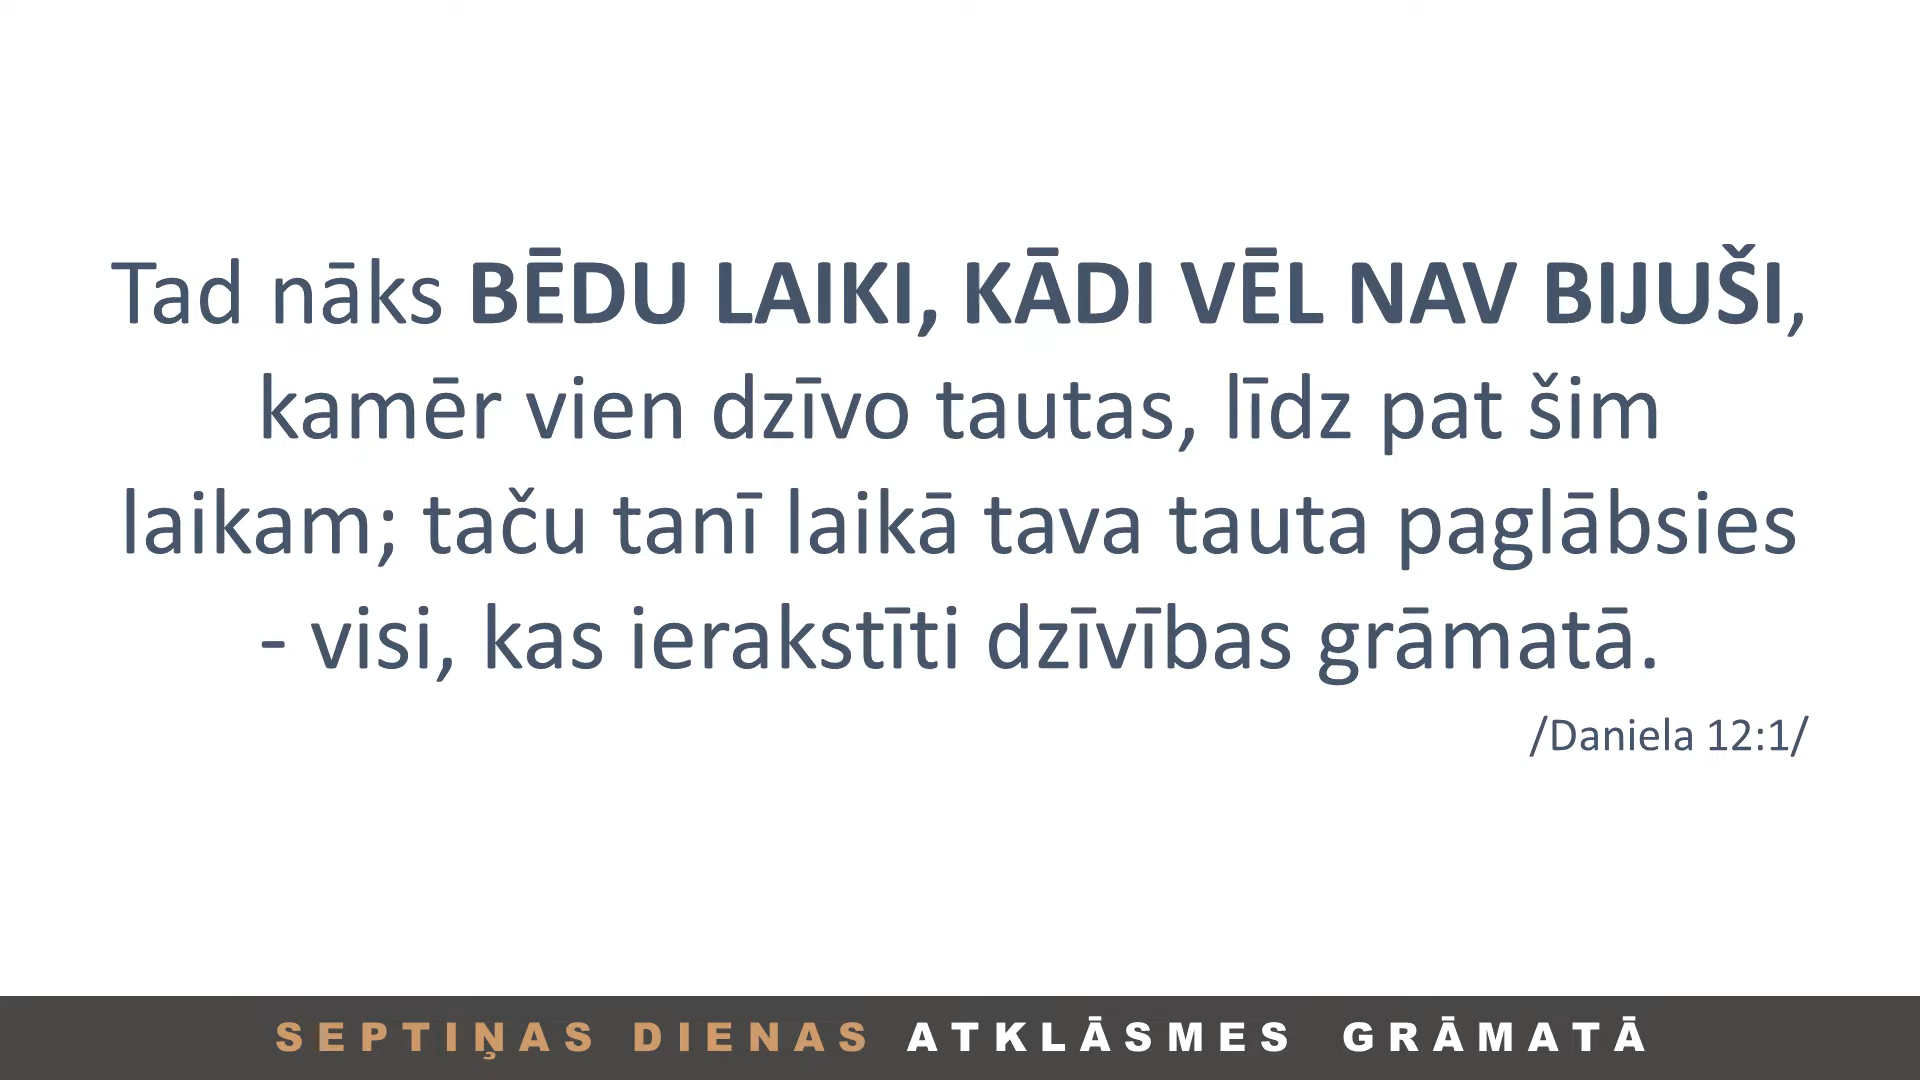 Tad nāks BĒDU LAIKI, KĀDI VĒL NAV BIJUŠI,
kamēr vien dzīvo tautas, līdz pat šim
laikam; taču tanī laikā tava tauta paglābsies
- visi, kas ierakstīti dzīvības grāmatā.
/Daniela 12:1/
SEPTIŅAS DIENAS ATKLĀSMES GRĀMATĀ